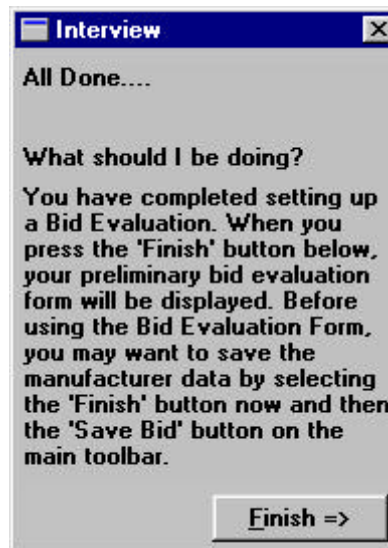 Interview
All Done....
What should I be doing?
You have completed setting up
a Bid Evaluation. When you
press the 'Finish' button below,
your preliminary bid evaluation
form will be displayed. Before
using the Bid Evaluation Form,
you may want to save the
manufacturer data by selecting
the 'Finish' button now and then
the 'Save Bid' button on the
main toolbar.
Finish =>